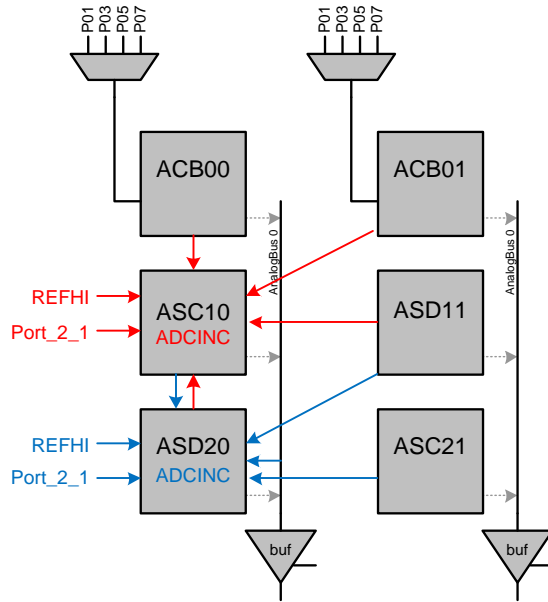 P01 P03 P05 P07
P01 P03 P05 P07
ACB00
ACB01
AnalogBus 0
AnalogBus 0
REFHI
ASC10
ASD11
Port_2_1
ADCINC
REFHI
ASD20
ASC21
Port_2_1
ADCINC
buf
buf